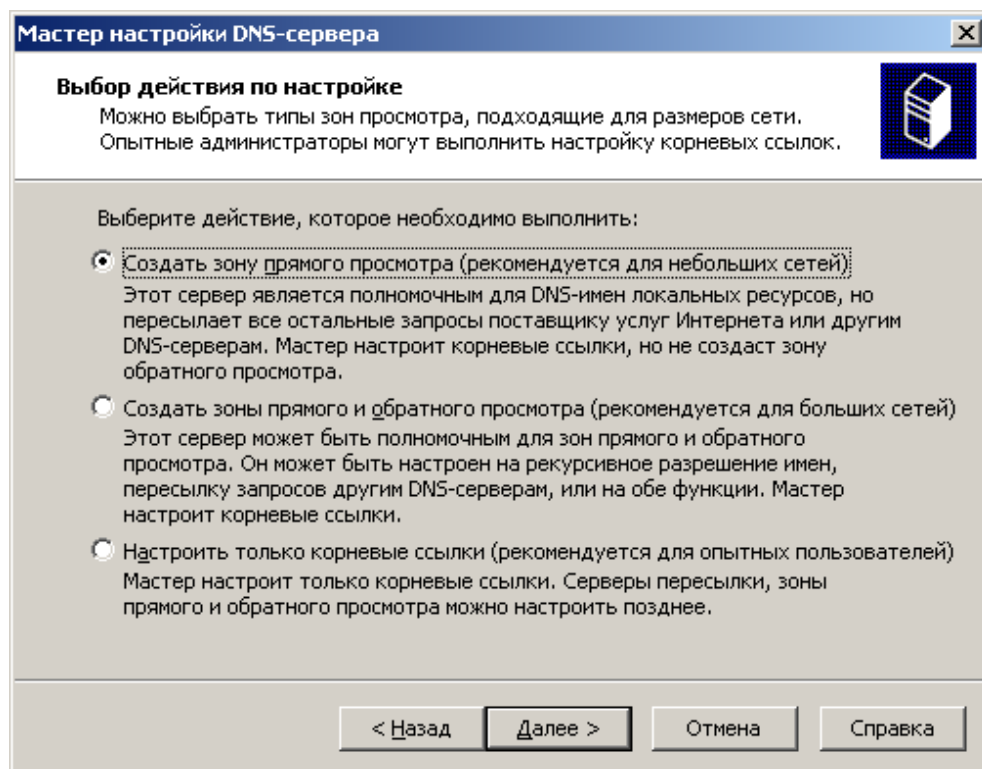 Мастер настройки DNS-сервера
Выбор действия по настройке
Можно выбрать типы зон просмотра, подходящие для размеров сети.
Опытные администраторы могут выполнить настройку корневых ссылок.
Выберите действие, которое необходимо выполнить:
Создать зону прямого просмотра (рекомендуется для небольших сетей)
Этот сервер является полномочным для DNS-имен локальных ресурсов, но
пересылает все остальные запросы поставщику услуг Интернета или другим
DNS-серверам. Мастер настроит корневые ссылки, но не создаст зону
обратного просмотра.
Создать зоны прямого и обратного просмотра (рекомендуется для больших сетей)
Этот сервер может быть полномочным для зон прямого и обратного
просмотра. Он может быть настроен на рекурсивное разрешение имен,
пересылку запросов другим DNS-серверам, или на обе функции. Мастер
настроит корневые ссылки.
Настроить только корневые ссылки (рекомендуется для опытных пользователей)
Мастер настроит только корневые ссылки. Серверы пересылки, зоны
прямого и обратного просмотра можно настроить позднее.
< Назад Далее > Отмена Справка